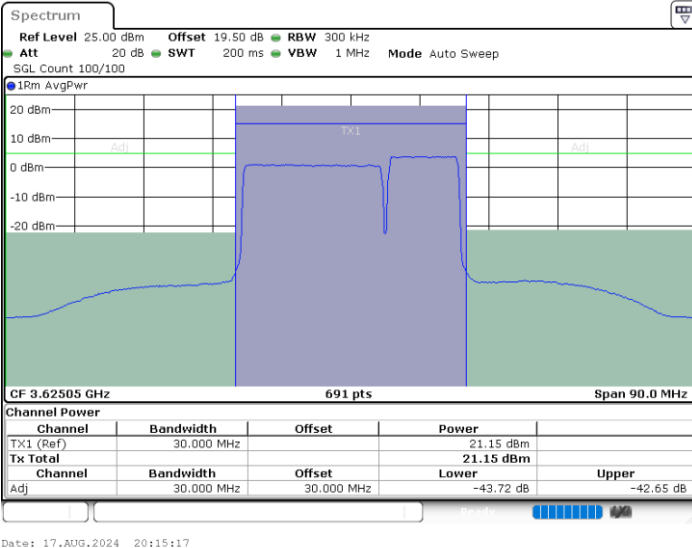 Spectrum
Ref Level 25.00 dBm Offset 19.50 dB RBW 300 kHz
Att 20 dB SWT 200 ms VBW 1 MHz Mode Auto Sweep
SGL Count 100/100
1Rm AvgPwr
20 dBm
TX1
10 dBm
Adj Adj
0 dBm
-10 dBm
-20 dBm
CF 3.62505 GHz 691 pts Span 90.0 MHz
Channel Power
Channel Bandwidth Offset Power
TX1 (Ref) 30.000 MHz 21.15 dBm
Tx Total 21.15 dBm
Channel Bandwidth Offset Lower Upper
Adj 30.000 MHz 30.000 MHz -43.72 dB -42.65 dB
Ready
Date: 17.AUG.2024 20:15:17